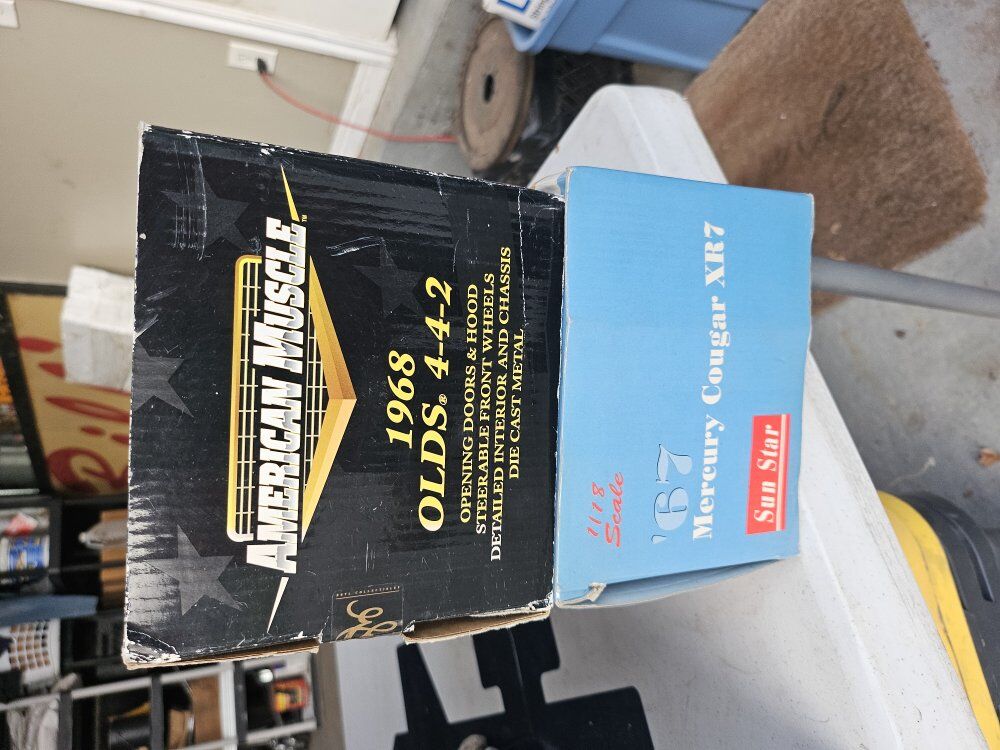 AMERICAN MUSCLE™
1968
OLDS® 4-4-2
OPENING DOORS & HOOD
STEERABLE FRONT WHEELS
DETAILED INTERIOR AND CHASSIS
DIE CAST METAL
1/18
Scale
'67
Mercury Cougar XR7
Sun Star